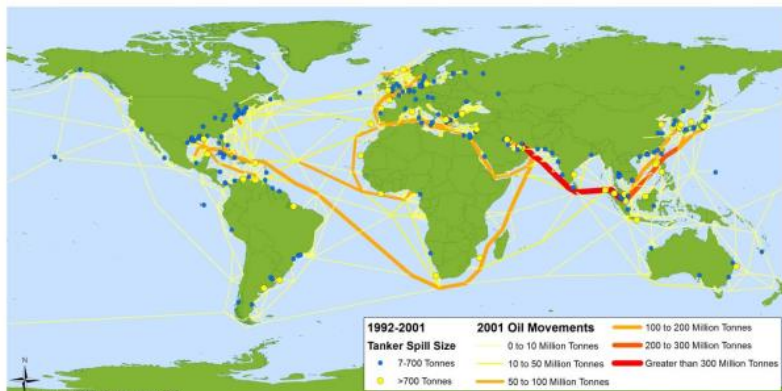 N
1992-2001
Tanker Spill Size
7-700 Tonnes
>700 Tonnes
2001 Oil Movements
0 to 10 Million Tonnes
10 to 50 Million Tonnes
50 to 100 Million Tonnes
100 to 200 Million Tonnes
200 to 300 Million Tonnes
Greater than 300 Million Tonnes